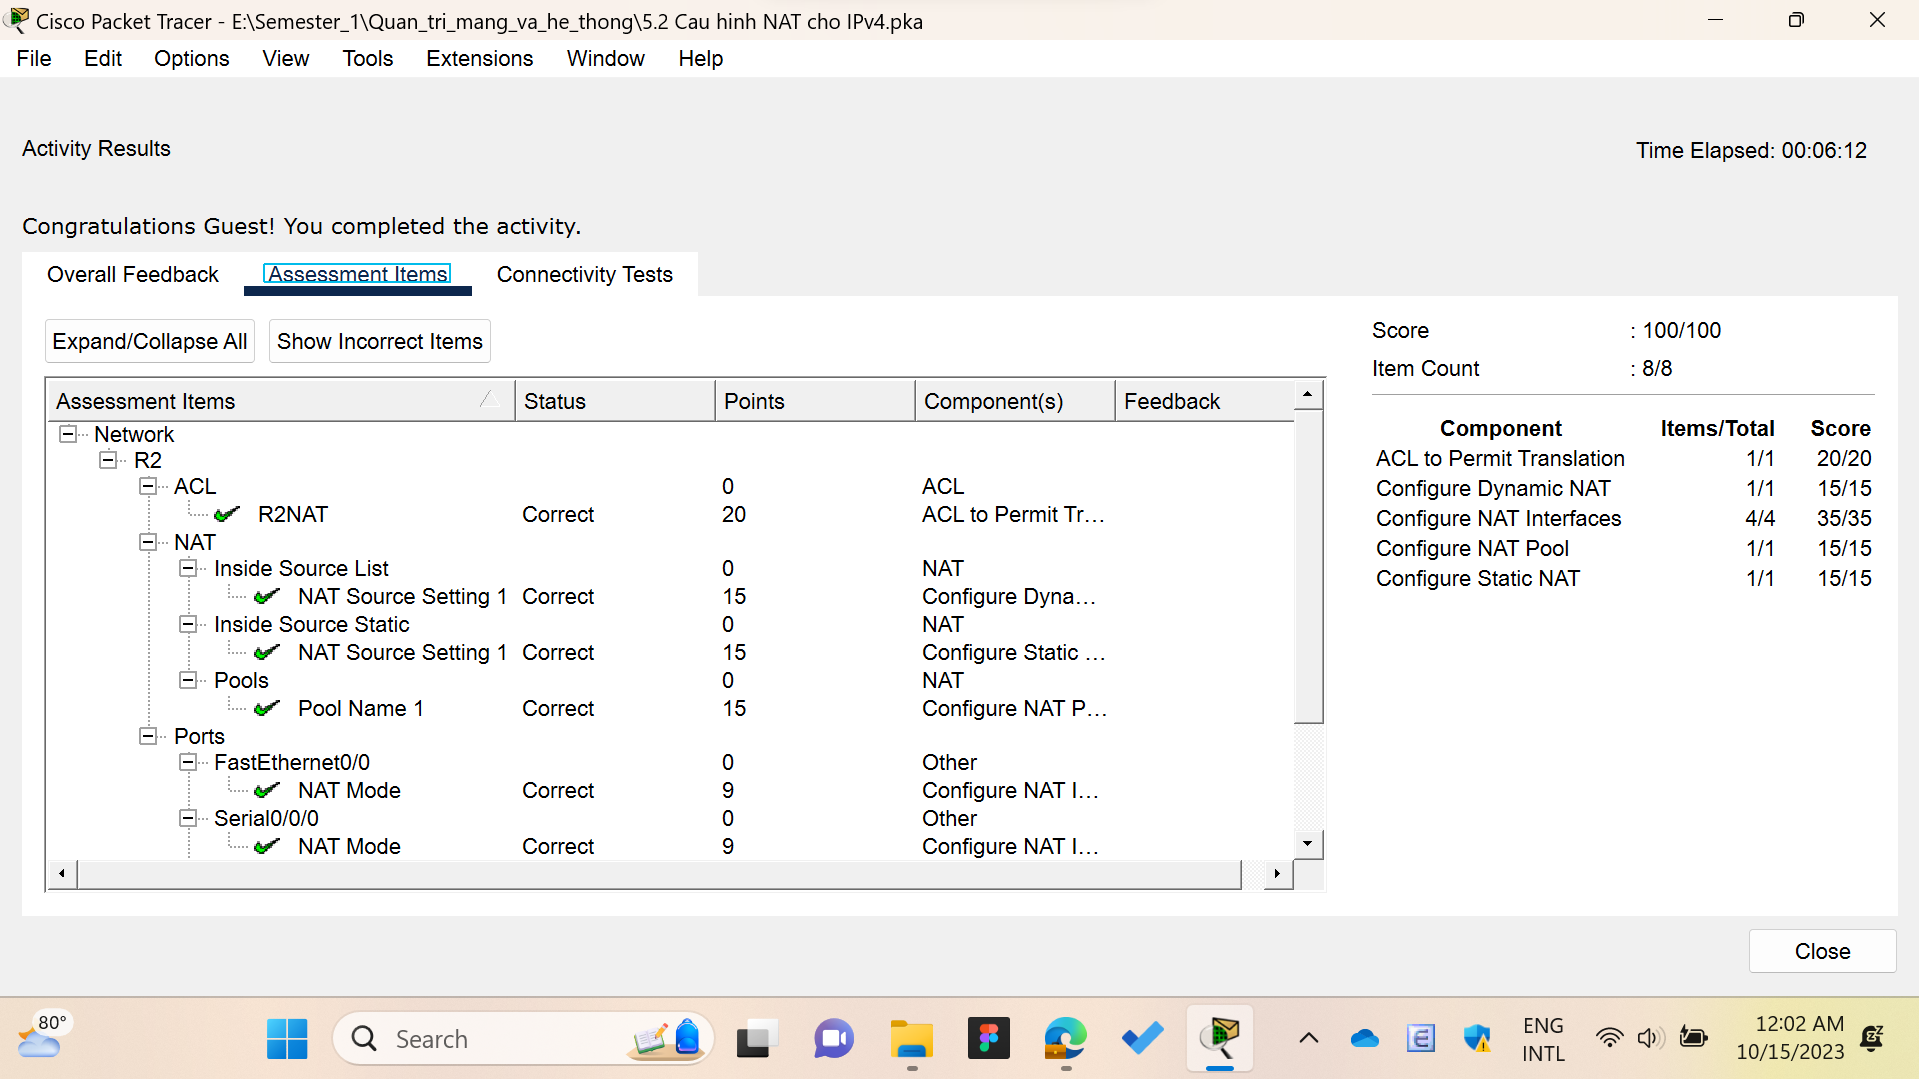 Cisco Packet Tracer - E:\Semester_1\Quan_tri_mang_va_he_thong\5.2 Cau hinh NAT cho IPv4.pka
File Edit Options View Tools Extensions Window Help
Activity Results
Time Elapsed: 00:06:12
Congratulations Guest! You completed the activity.
Overall Feedback Assessment Items Connectivity Tests
Expand/Collapse All Show Incorrect Items
Assessment Items Status Points Component(s) Feedback
Network
R2
ACL 0 ACL
R2NAT Correct 20 ACL to Permit Tr...
NAT
Inside Source List 0 NAT
NAT Source Setting 1 Correct 15 Configure Dyna...
Inside Source Static 0 NAT
NAT Source Setting 1 Correct 15 Configure Static ...
Pools 0 NAT
Pool Name 1 Correct 15 Configure NAT P...
Ports
FastEthernet0/0 0 Other
NAT Mode Correct 9 Configure NAT I...
Serial0/0/0 0 Other
NAT Mode Correct 9 Configure NAT I...
Score : 100/100
Item Count : 8/8
Component Items/Total Score
ACL to Permit Translation 1/1 20/20
Configure Dynamic NAT 1/1 15/15
Configure NAT Interfaces 4/4 35/35
Configure NAT Pool 1/1 15/15
Configure Static NAT 1/1 15/15
Close
80°
Search
ENG
INTL
12:02 AM
10/15/2023